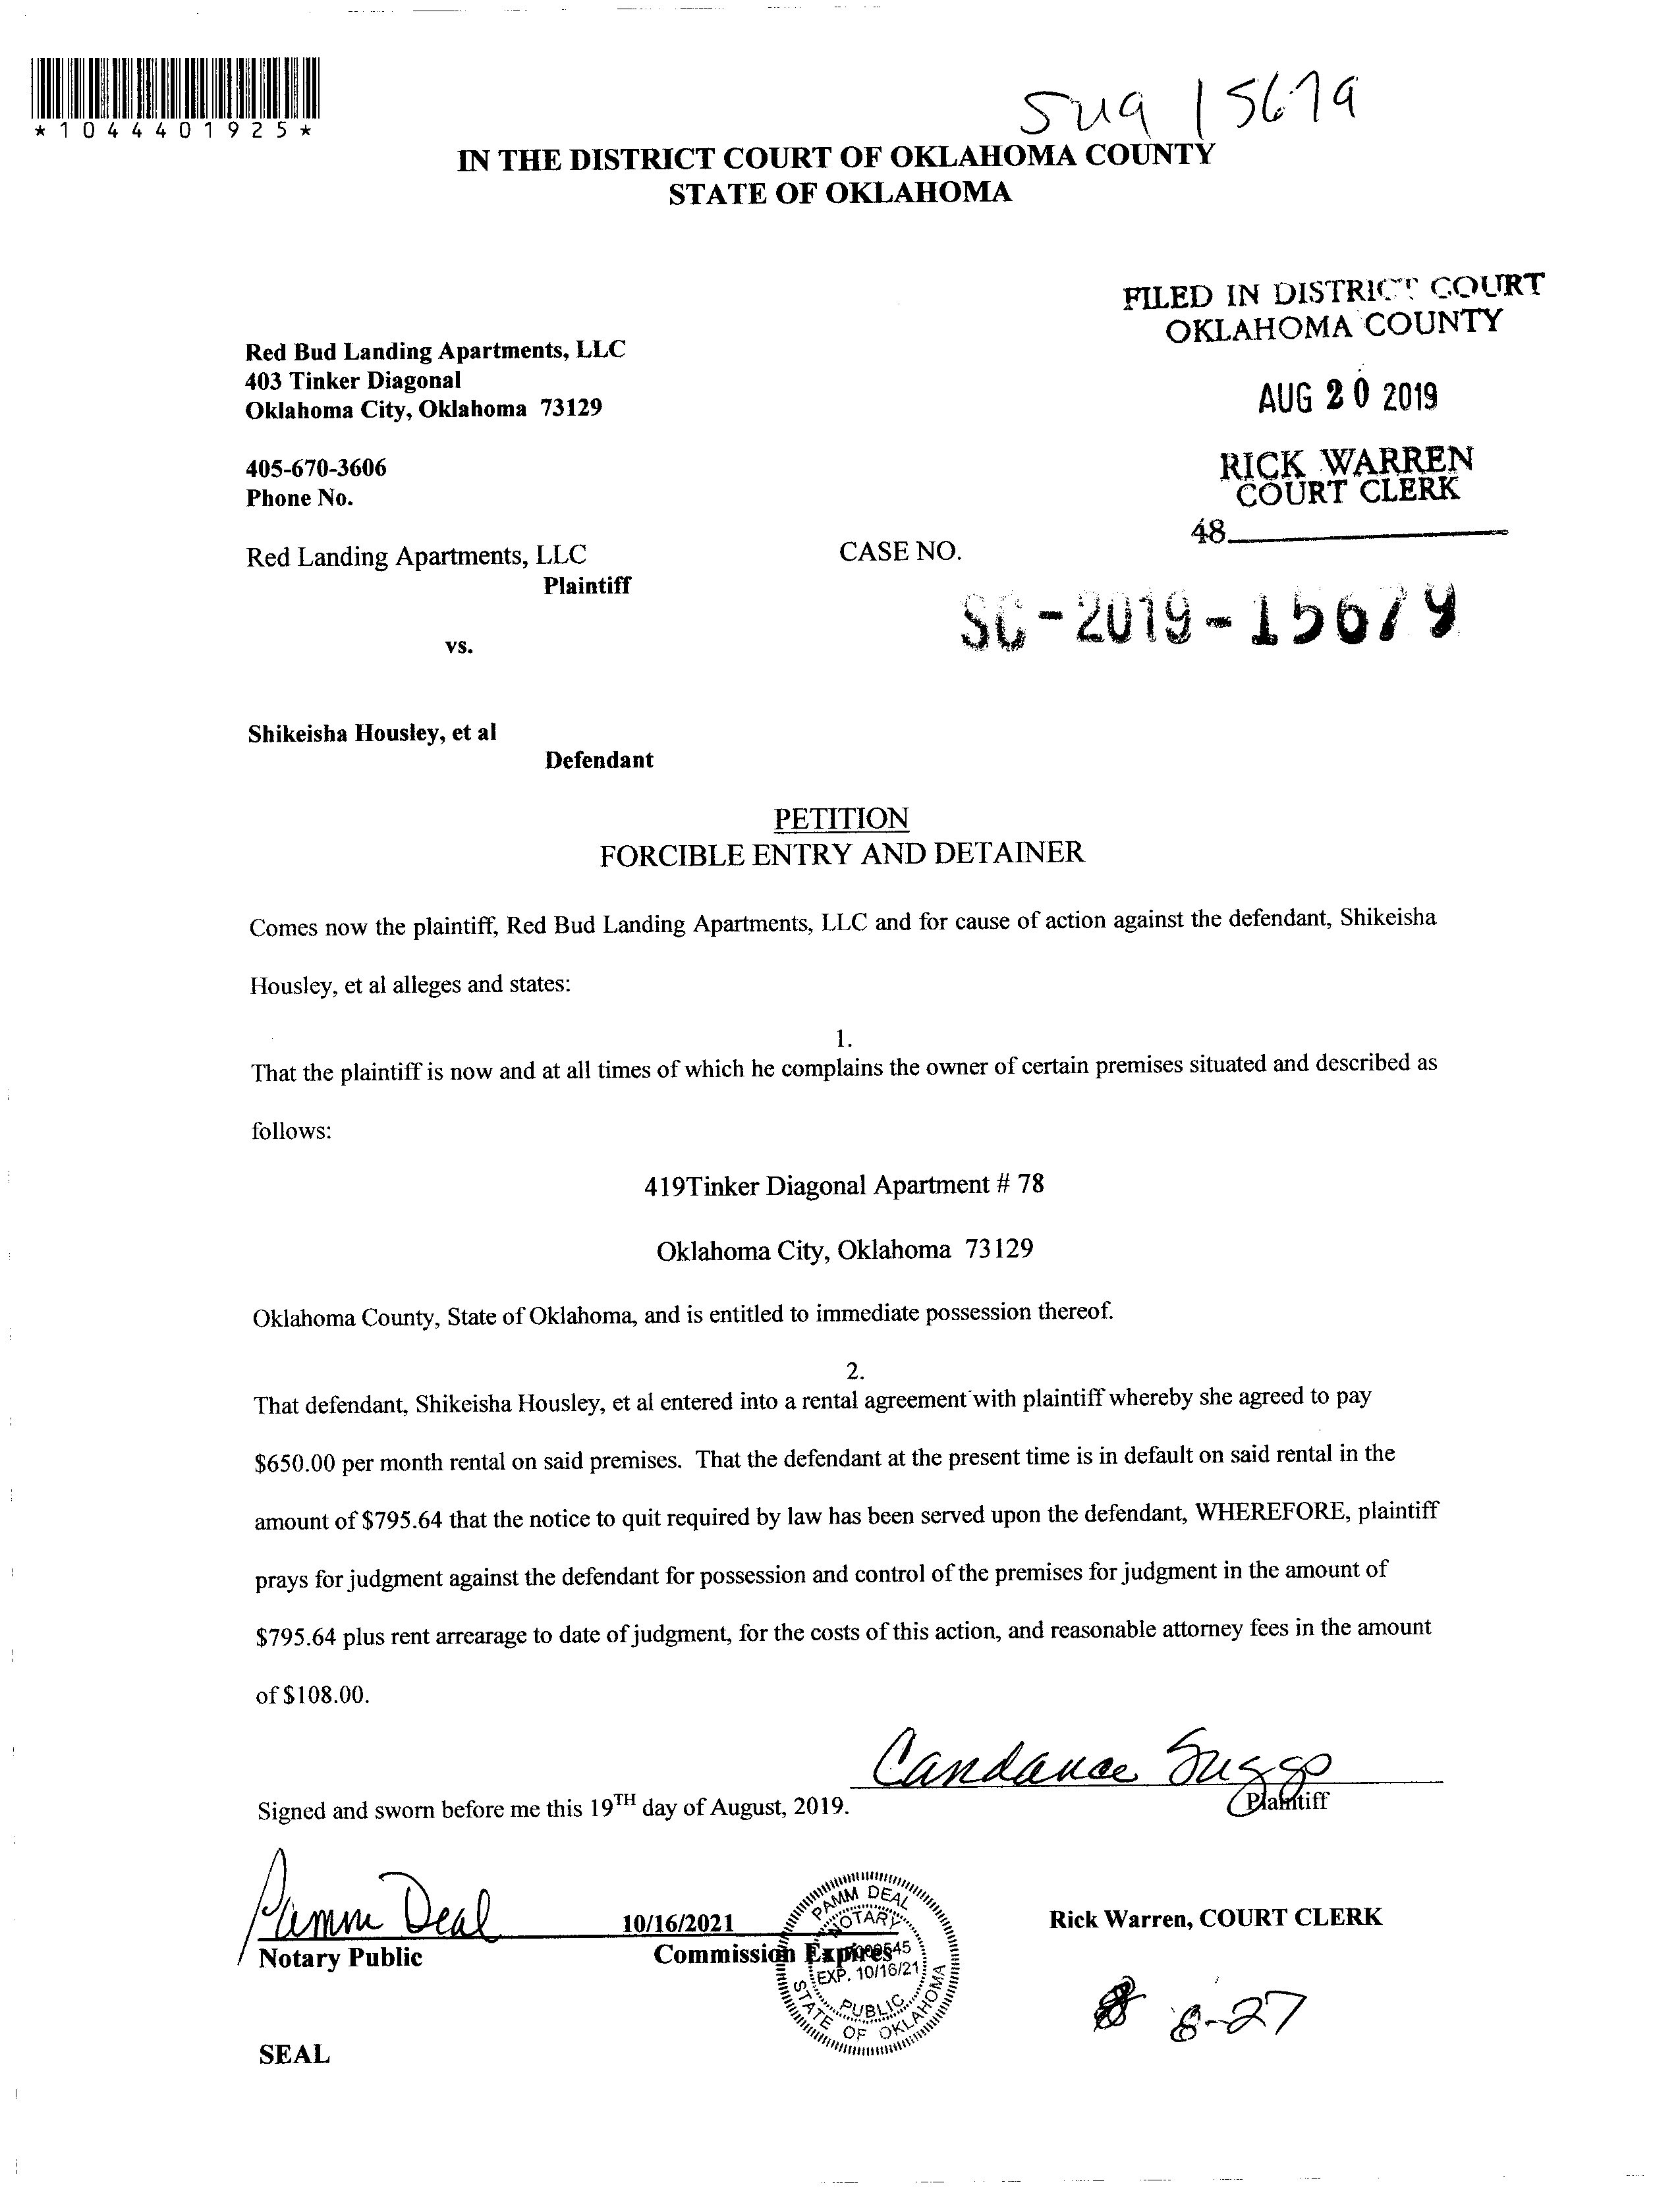 *1044401925*
15679
IN THE DISTRICT COURT OF OKLAHOMA COUNTY
STATE OF OKLAHOMA
FILED IN DISTRICT COURT
OKLAHOMA COUNTY
AUG 20 2019
RICK WARREN
COURT CLERK
48
Red Bud Landing Apartments, LLC
403 Tinker Diagonal
Oklahoma City, Oklahoma 73129
405-670-3606
Phone No.
Red Landing Apartments, LLC
Plaintiff
CASE NO.
SC-2019-15679
vs.
Shikeisha Housley, et al
Defendant
PETITION
FORCIBLE ENTRY AND DETAINER
Comes now the plaintiff, Red Bud Landing Apartments, LLC and for cause of action against the defendant, Shikeisha
Housley, et al alleges and states:
1.
That the plaintiff is now and at all times of which he complains the owner of certain premises situated and described as
follows:
419Tinker Diagonal Apartment # 78
Oklahoma City, Oklahoma 73129
Oklahoma County, State of Oklahoma, and is entitled to immediate possession thereof.
2.
That defendant, Shikeisha Housley, et al entered into a rental agreement with plaintiff whereby she agreed to pay
$650.00 per month rental on said premises. That the defendant at the present time is in default on said rental in the
amount of $795.64 that the notice to quit required by law has been served upon the defendant, WHEREFORE, plaintiff
prays for judgment against the defendant for possession and control of the premises for judgment in the amount of
$795.64 plus rent arrearage to date of judgment, for the costs of this action, and reasonable attorney fees in the amount
of $108.00.
Candance Suggs
Plaintiff
Signed and sworn before me this 19TH day of August, 2019.
Pamm Deal
Notary Public
10/16/2021
Commission Expires
PAMM DEAL
NOTARY
EXP. 10/16/21
PUBLIC
STATE OF OKLAHOMA
Rick Warren, COURT CLERK
8-27
SEAL